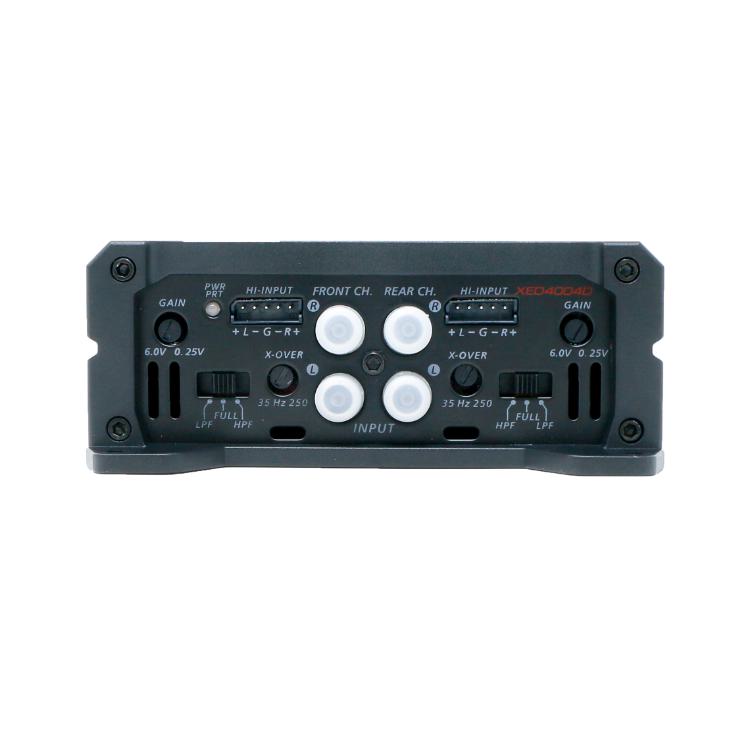 PWR
PRT
HI-INPUT
FRONT CH.
REAR CH.
HI-INPUT
XED4004D
GAIN
R
R
GAIN
+ L - G - R +
+ L - G - R +
6.0V 0.25V
X-OVER
L
L
X-OVER
6.0V 0.25V
35 Hz 250
35 Hz 250
LPF FULL HPF
INPUT
HPF FULL LPF